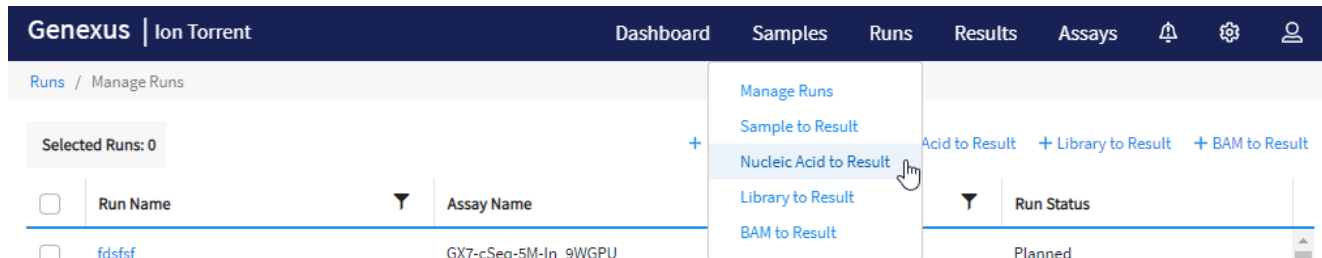 Genexus | Ion Torrent
Dashboard Samples Runs Results Assays
Runs / Manage Runs
Manage Runs
Sample to Result
Nucleic Acid to Result
Library to Result
BAM to Result
Selected Runs: 0
+ Acid to Result + Library to Result + BAM to Result
Run Name Assay Name Run Status
fdsfsf GX7-cSeq-5M-In_9WGPU Planned